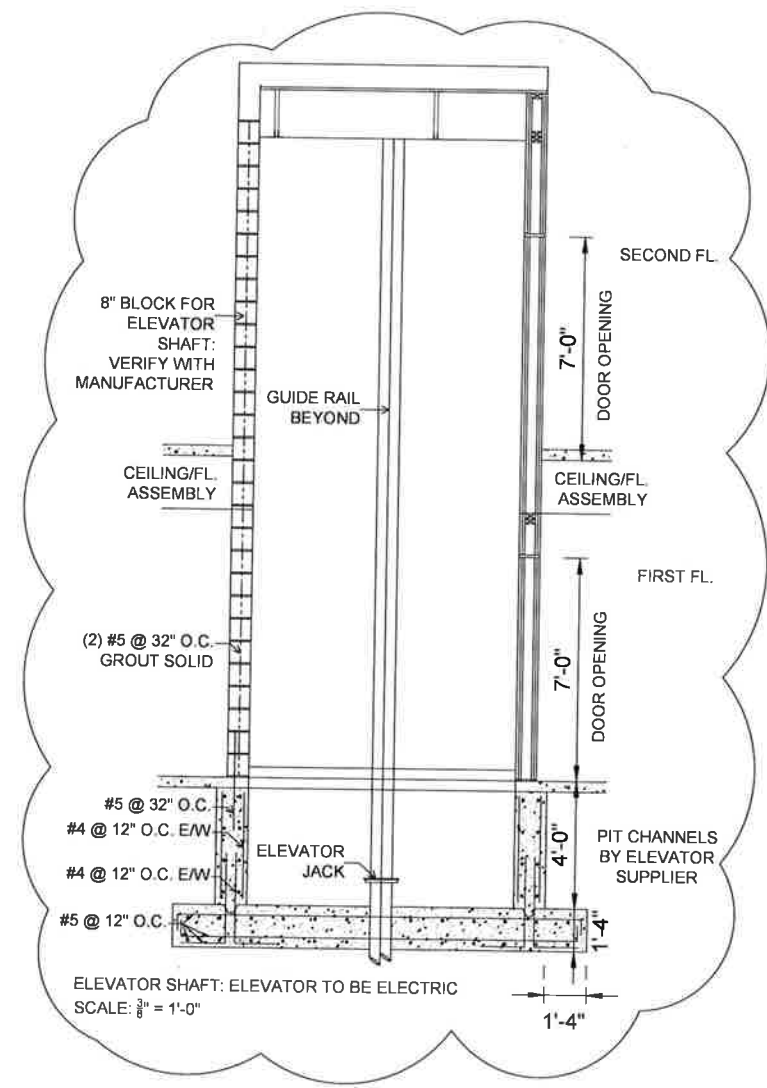 SECOND FL.
7'-0"
DOOR OPENING
8" BLOCK FOR
ELEVATOR
SHAFT:
VERIFY WITH
MANUFACTURER
GUIDE RAIL
BEYOND
CEILING/FL.
ASSEMBLY
CEILING/FL.
ASSEMBLY
FIRST FL.
(2) #5 @ 32" O.C.
GROUT SOLID
7'-0"
DOOR OPENING
#5 @ 32" O.C.
#4 @ 12" O.C. E/W
#4 @ 12" O.C. E/W
#5 @ 12" O.C.
ELEVATOR
JACK
4'-0"
PIT CHANNELS
BY ELEVATOR
SUPPLIER
1'-4"
1'-4"
ELEVATOR SHAFT: ELEVATOR TO BE ELECTRIC
SCALE: 3/8" = 1'-0"